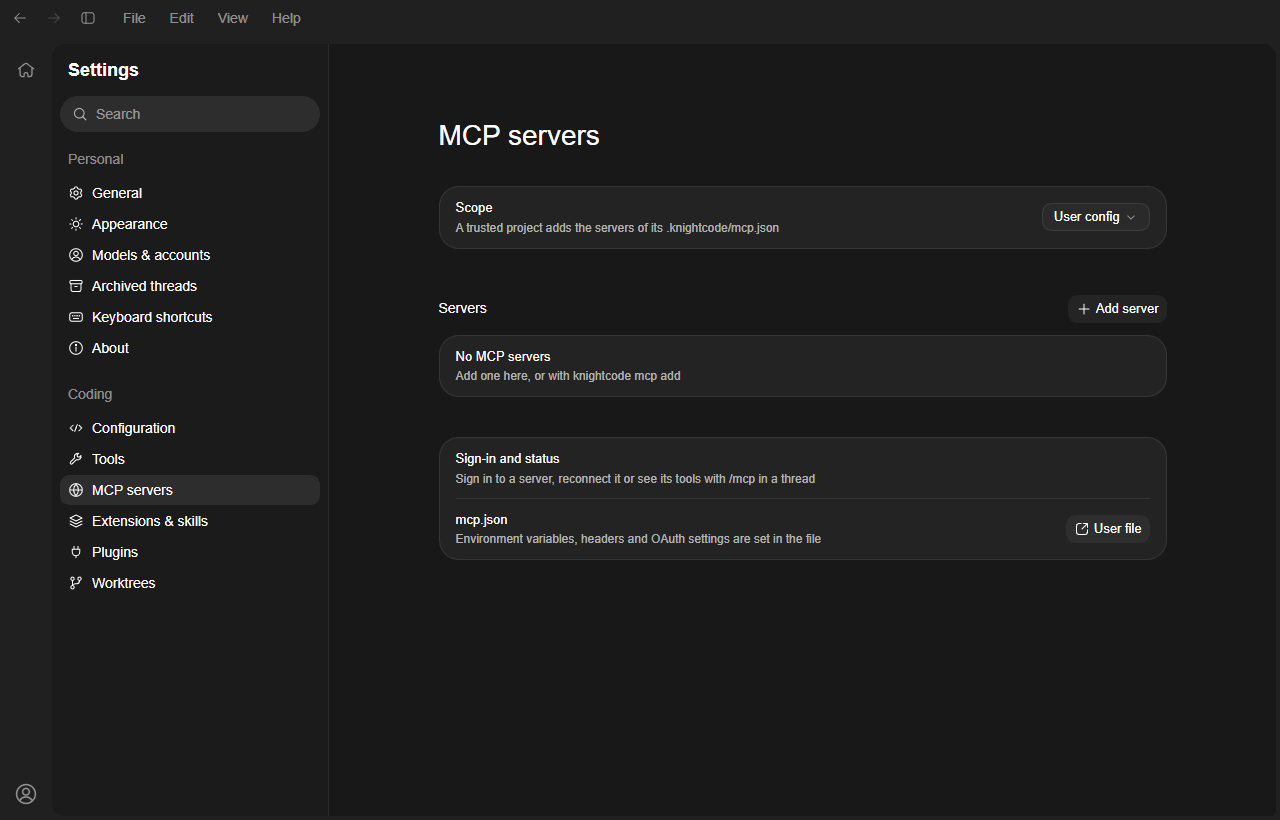 File Edit View Help
Settings
Search
Personal
General
Appearance
Models & accounts
Archived threads
Keyboard shortcuts
About
Coding
Configuration
Tools
MCP servers
Extensions & skills
Plugins
Worktrees
MCP servers
Scope
A trusted project adds the servers of its .knightcode/mcp.json
User config
Servers
Add server
No MCP servers
Add one here, or with knightcode mcp add
Sign-in and status
Sign in to a server, reconnect it or see its tools with /mcp in a thread
mcp.json
Environment variables, headers and OAuth settings are set in the file
User file